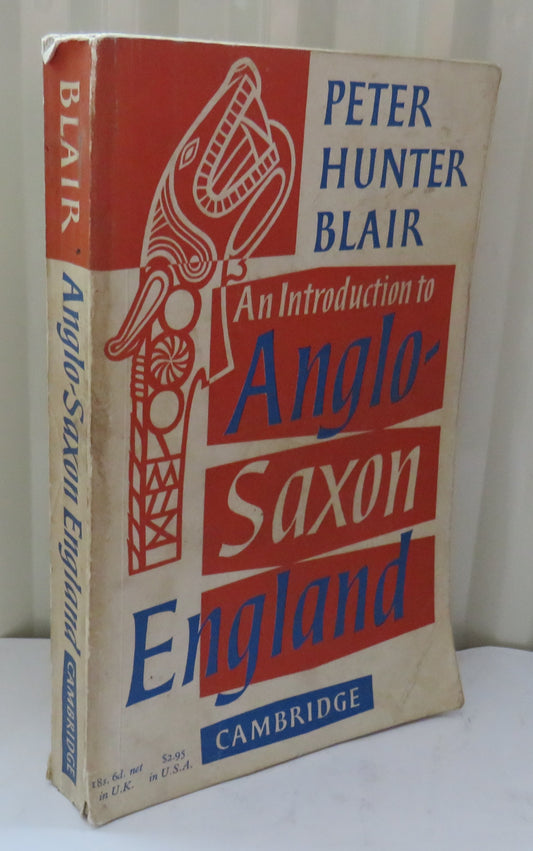 BLAIR
Anglo-Saxon England
CAMBRIDGE
PETER
HUNTER
BLAIR
An Introduction to
Anglo-
Saxon
England
CAMBRIDGE
18s. 6d. net
in U.K.
$2.95
in U.S.A.